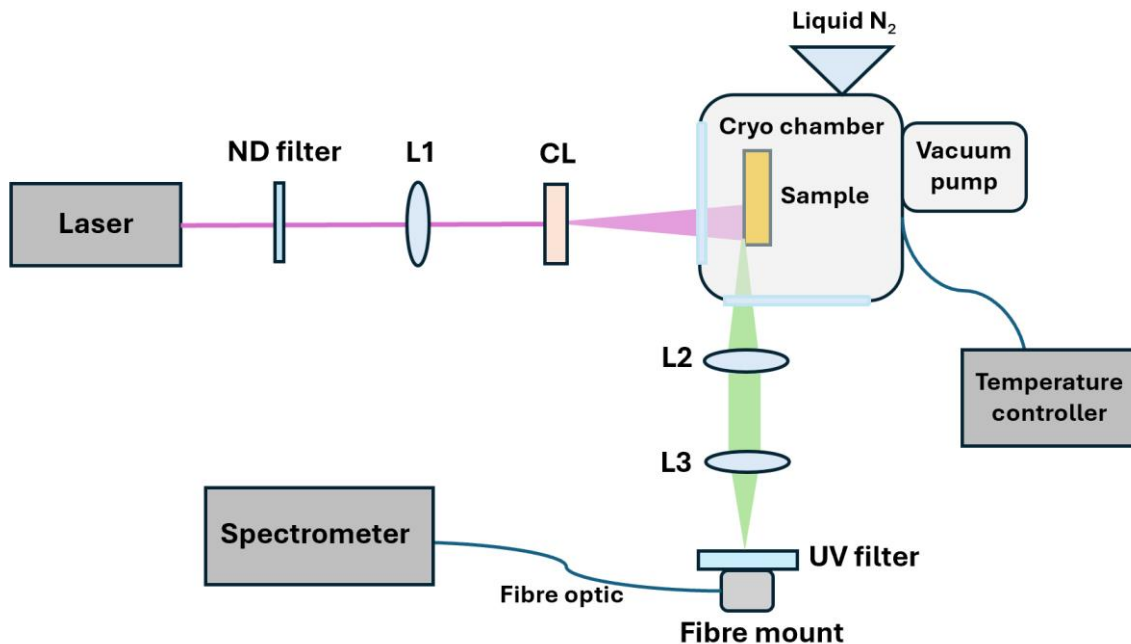 Liquid N₂
Cryo chamber
ND filter
L1
CL
Vacuum
pump
Sample
Laser
L2
Temperature
controller
L3
Spectrometer
UV filter
Fibre optic
Fibre mount